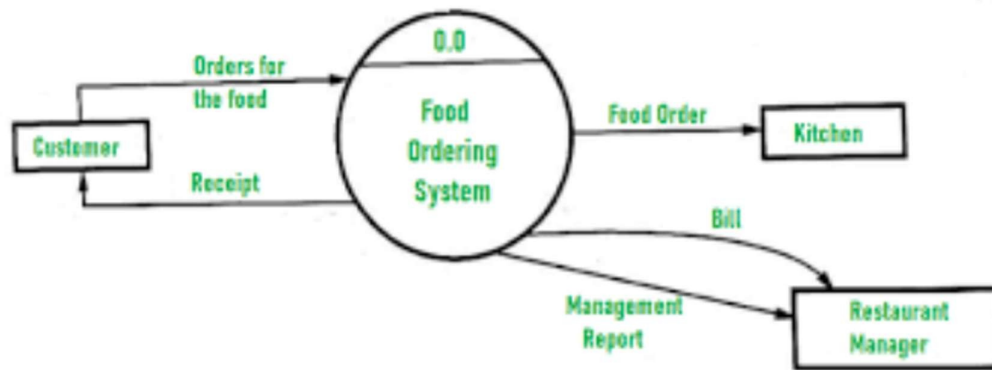 0.0
Orders for
the food
Food
Ordering
System
Customer
Receipt
Food Order
Kitchen
Bill
Management
Report
Restaurant
Manager